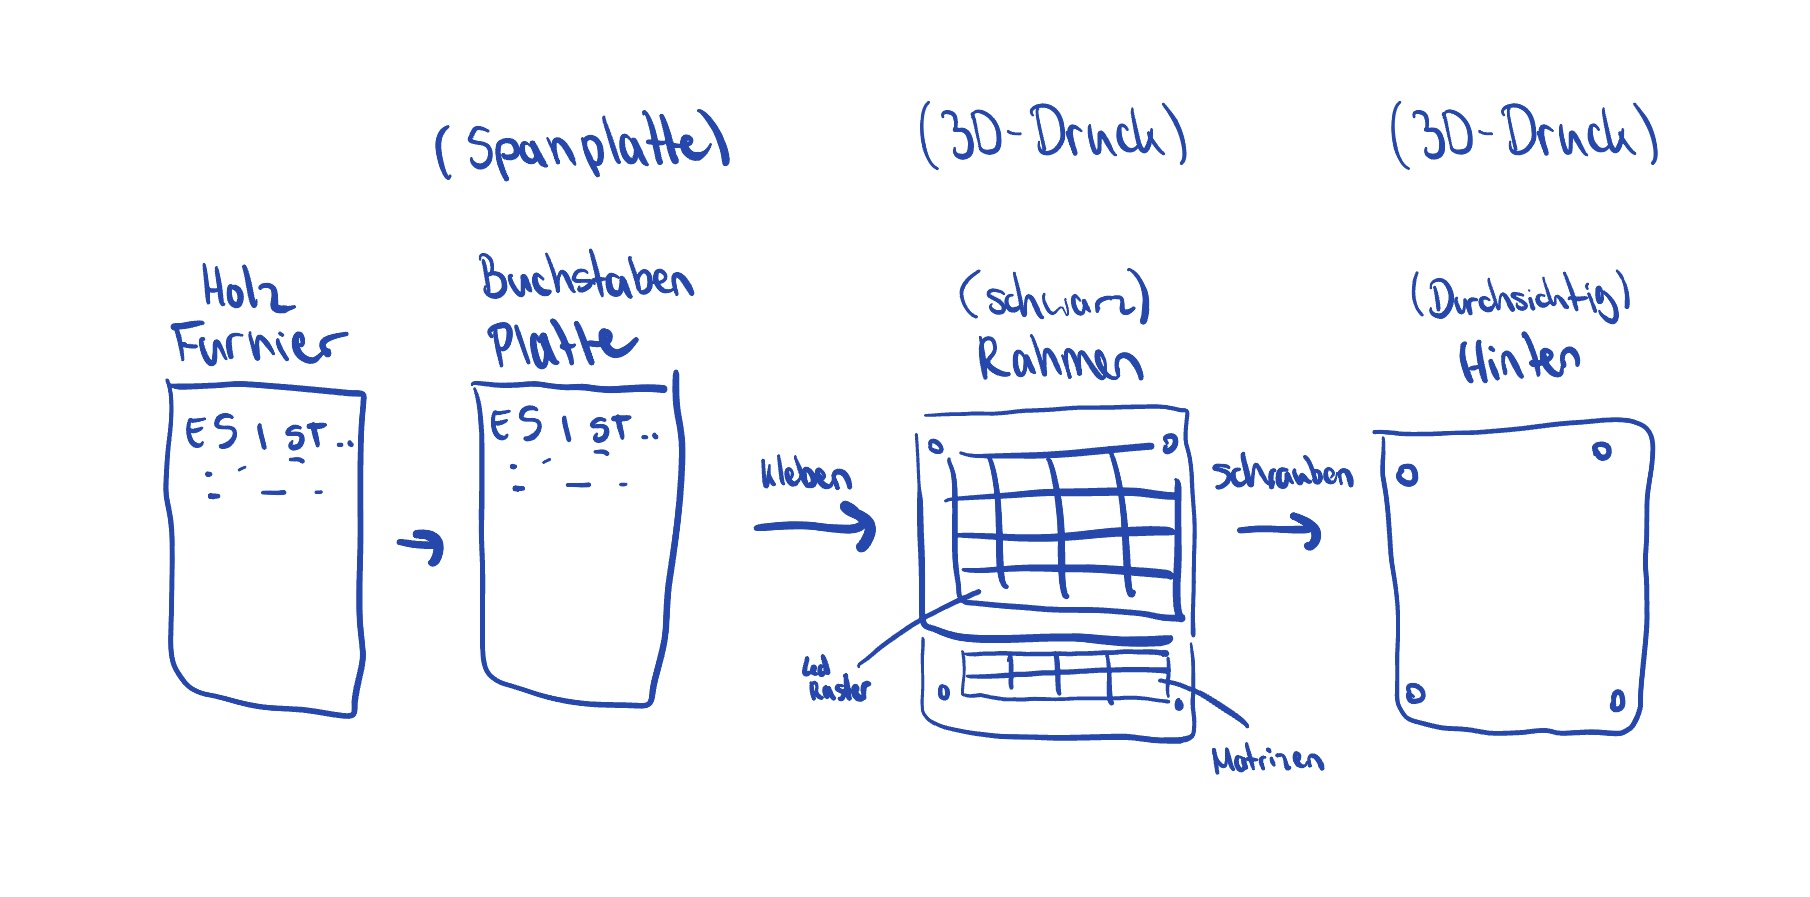 (Spanplatte)
(3D-Druck)
(3D-Druck)
Holz
Furnier
Buchstaben
Platte
(schwarz)
Rahmen
(Durchsichtig)
Hinten
ES I ST..
ES I ST..
kleben
schrauben
Led
Raster
Matrizen